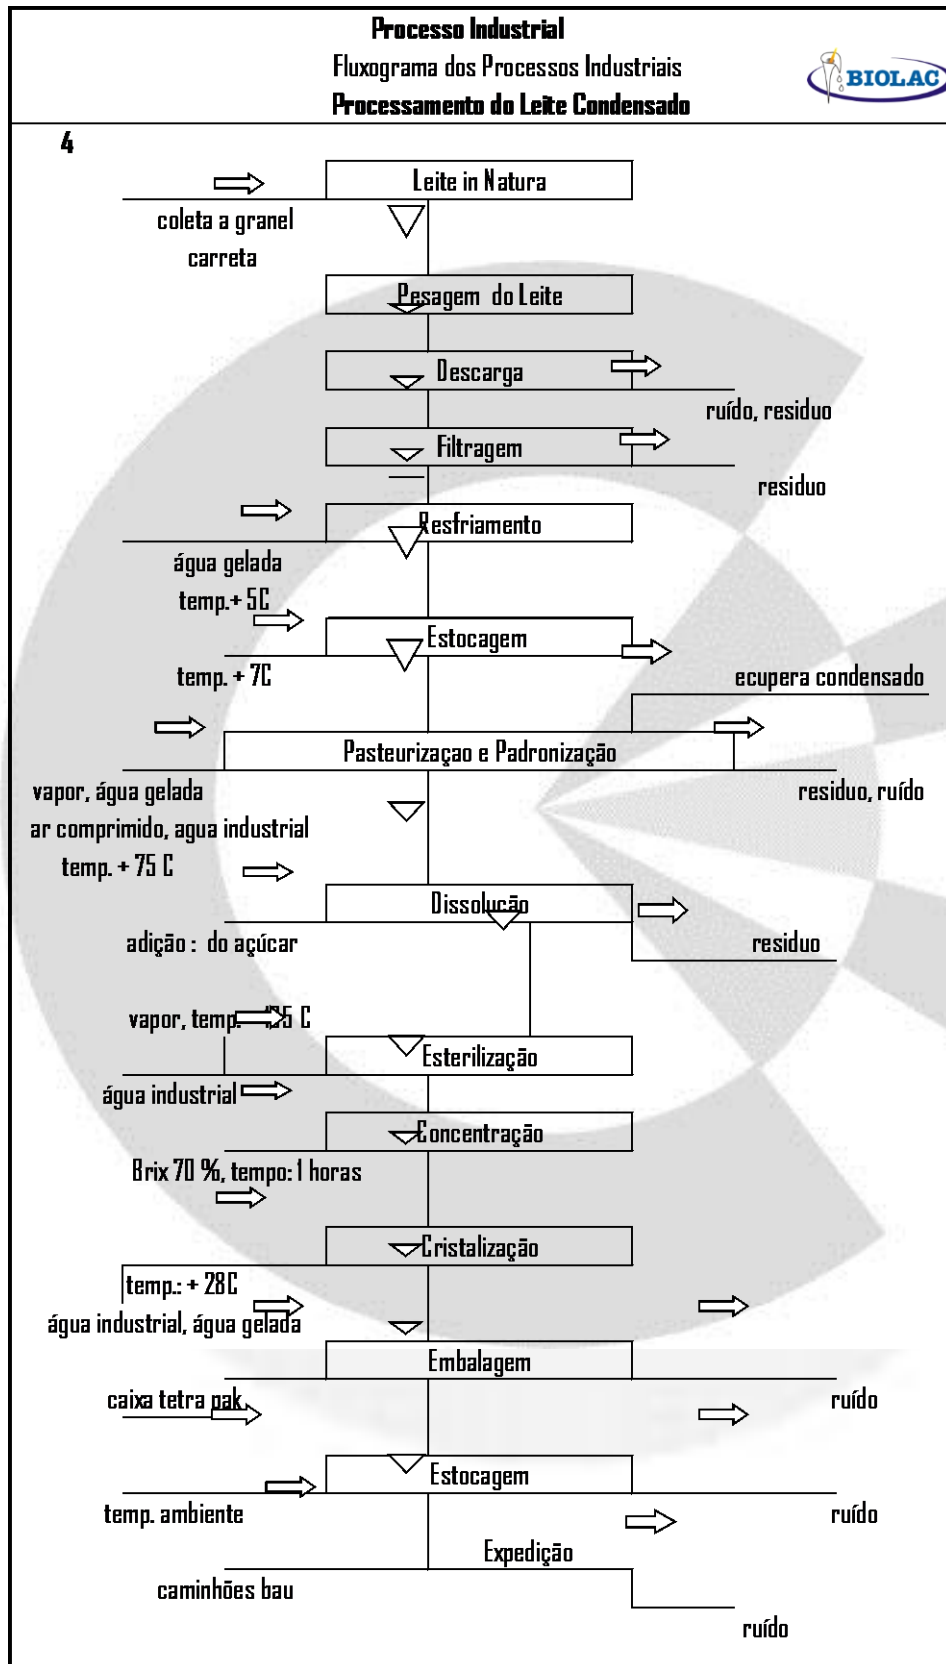 Processo Industrial
Fluxograma dos Processos Industriais
BIOLAC
Processamento do Leite Condensado
4
Leite in Natura
coleta a granel
carreta
Pesagem do Leite
Descarga
ruído, residuo
Filtragem
residuo
Resfriamento
água gelada
temp.+ 5C
Estocagem
temp. + 7C
ecupera condensado
Pasteurizaçao e Padronização
vapor, água gelada
residuo, ruído
ar comprimido, agua industrial
temp. + 75 C
Dissolução
adição : do açúcar
residuo
vapor, temp.
Esterilização
água industrial
Concentração
Brix 70 %, tempo: 1 horas
Cristalização
temp.: + 28C
água industrial, água gelada
Embalagem
caixa tetra pak
ruído
Estocagem
temp. ambiente
ruído
Expedição
caminhões bau
ruído